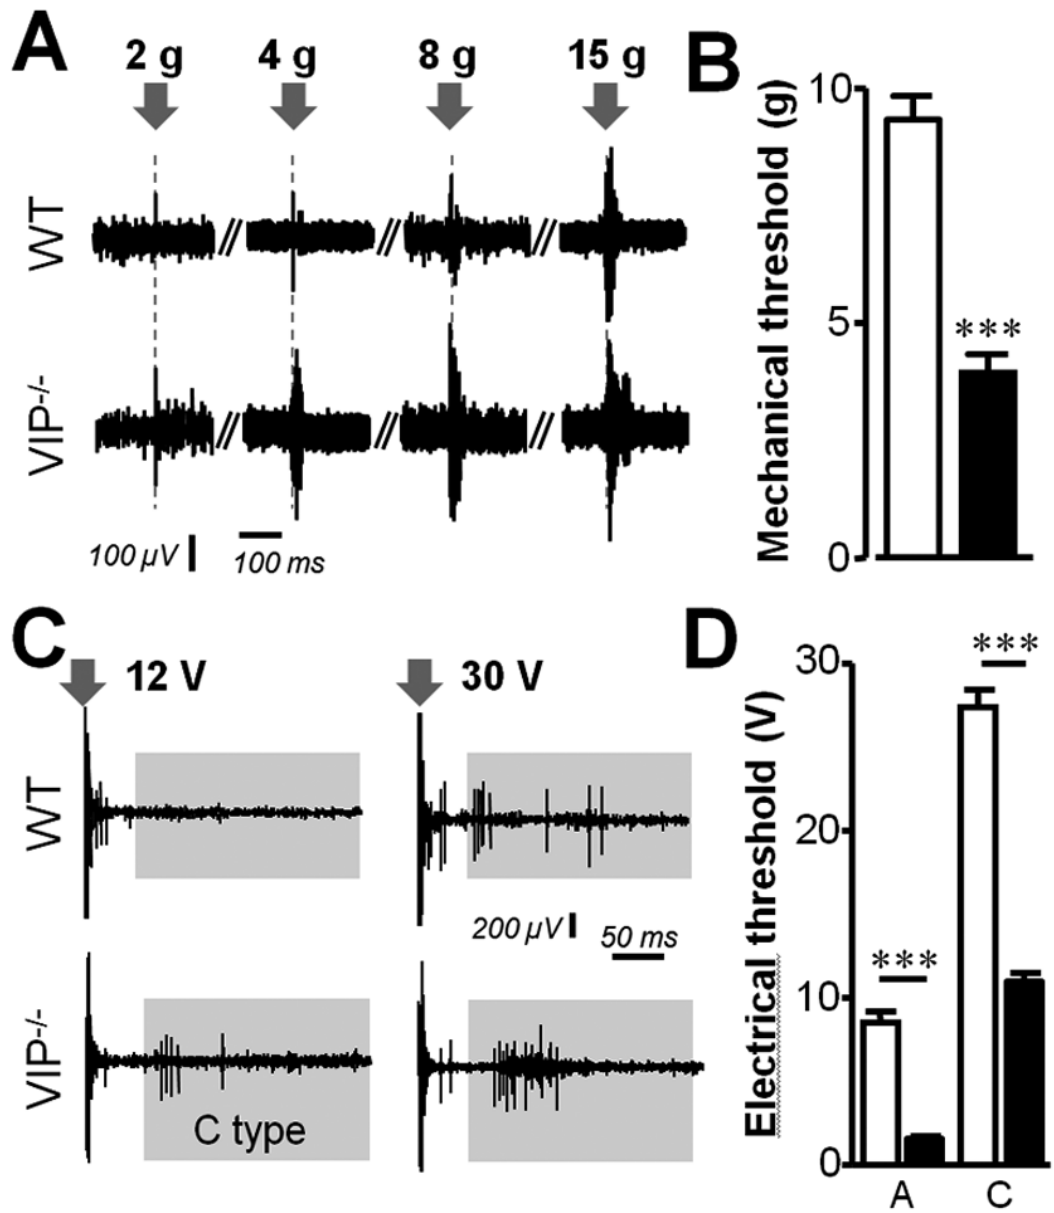 A
2 g 4 g 8 g 15 g
WT
VIP-/-
100 µV
100 ms
B
Mechanical threshold (g)
10
5
0
***
C
12 V 30 V
WT
VIP-/-
200 µV
50 ms
C type
D
Electrical threshold (V)
30
20
10
0
***
***
A C